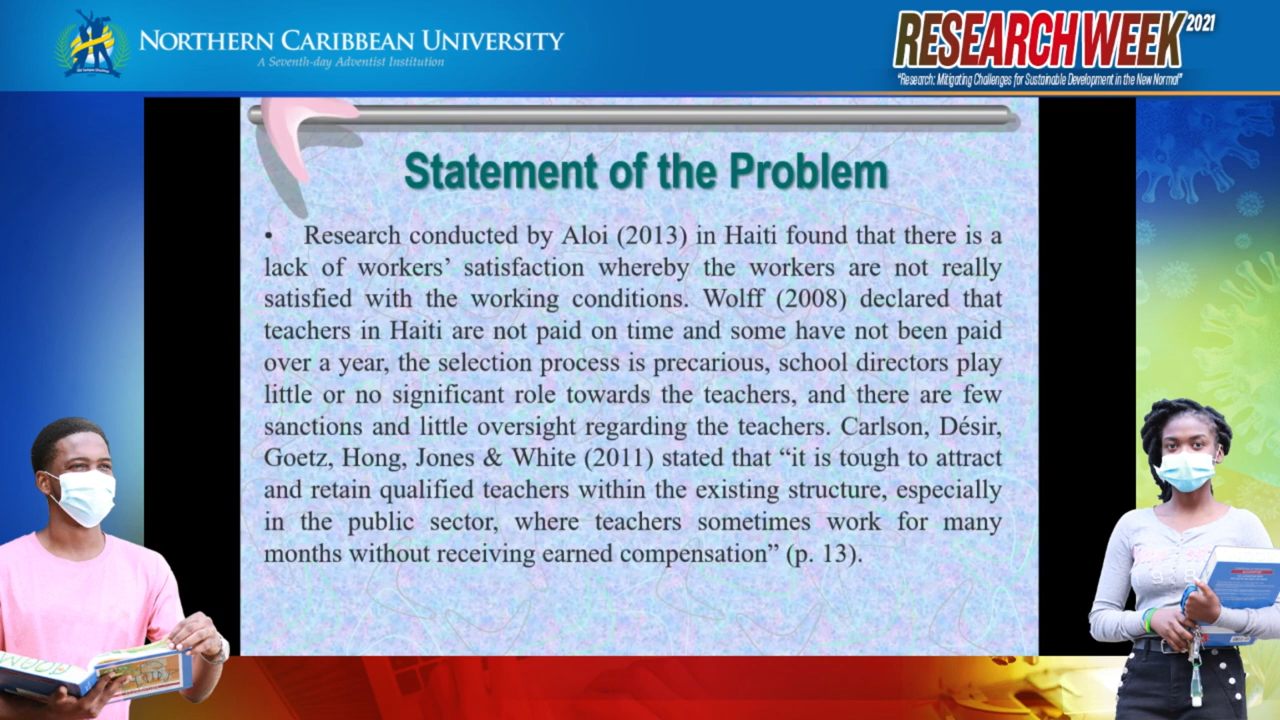 NORTHERN CARIBBEAN UNIVERSITY
A Seventh-day Adventist Institution
RESEARCH WEEK 2021
"Research: Mitigating Challenges for Sustainable Development in the New Normal"
Statement of the Problem
• Research conducted by Aloi (2013) in Haiti found that there is a
lack of workers’ satisfaction whereby the workers are not really
satisfied with the working conditions. Wolff (2008) declared that
teachers in Haiti are not paid on time and some have not been paid
over a year, the selection process is precarious, school directors play
little or no significant role towards the teachers, and there are few
sanctions and little oversight regarding the teachers. Carlson, Désir,
Goetz, Hong, Jones & White (2011) stated that “it is tough to attract
and retain qualified teachers within the existing structure, especially
in the public sector, where teachers sometimes work for many
months without receiving earned compensation” (p. 13).